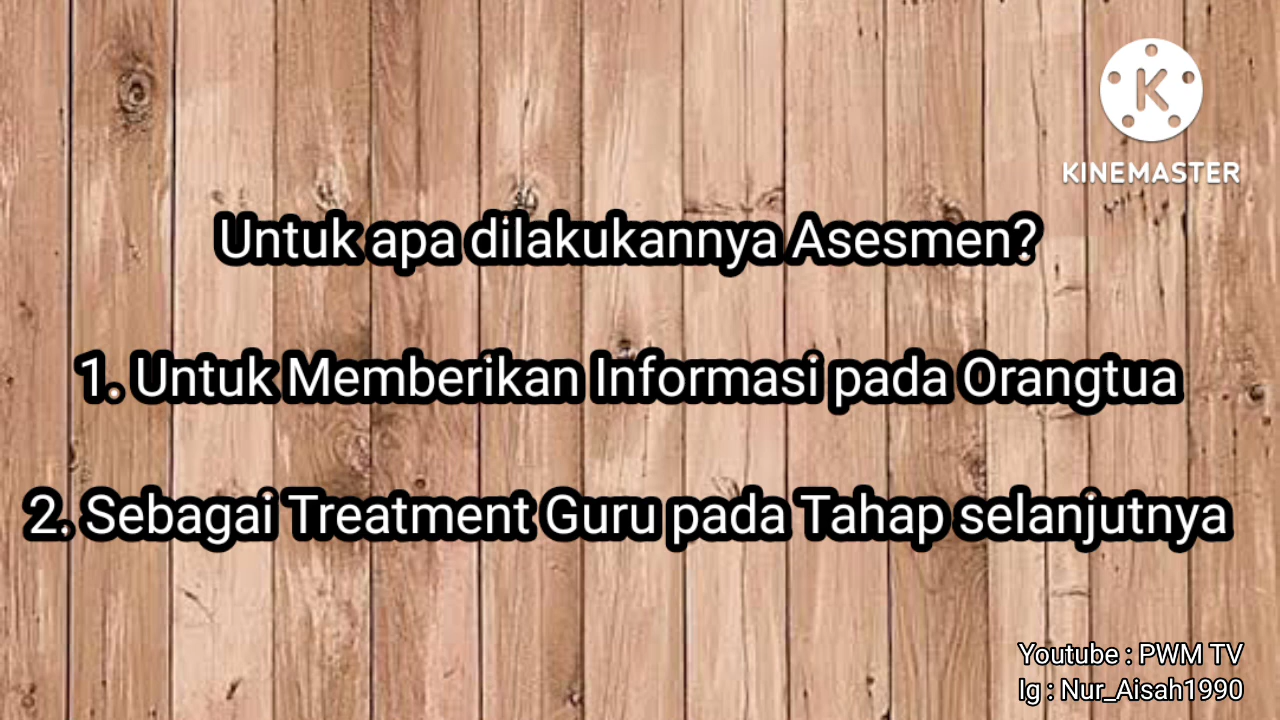 K
KINEMASTER
Untuk apa dilakukannya Asesmen?
1. Untuk Memberikan Informasi pada Orangtua
2. Sebagai Treatment Guru pada Tahap selanjutnya
Youtube : PWM TV
Ig : Nur_Aisah1990